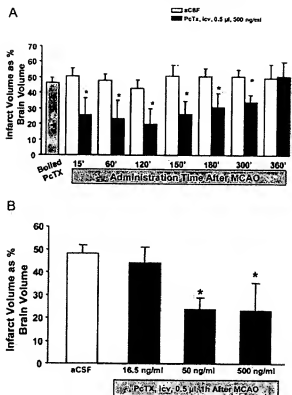 A
aCSF
PcTx, icv, 0.5 µl, 500 ng/ml
Infarct Volume as %
Brain Volume
70
60
50
40
30
20
10
0
* * * * * *
Boiled
PcTX
15' 60' 120' 150' 180' 300' 360'
Administration Time After MCAO
B
Infarct Volume as %
Brain Volume
60
50
40
30
20
10
0
* *
aCSF 16.5 ng/ml 50 ng/ml 500 ng/ml
PcTX, icv, 0.5 µl 1h After MCAO